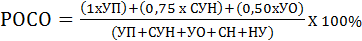 РОСО = (1хУП)+(0,75 х СУН)+(0,50хУО) / (УП+СУН+УО+СН+НУ) Х 100%